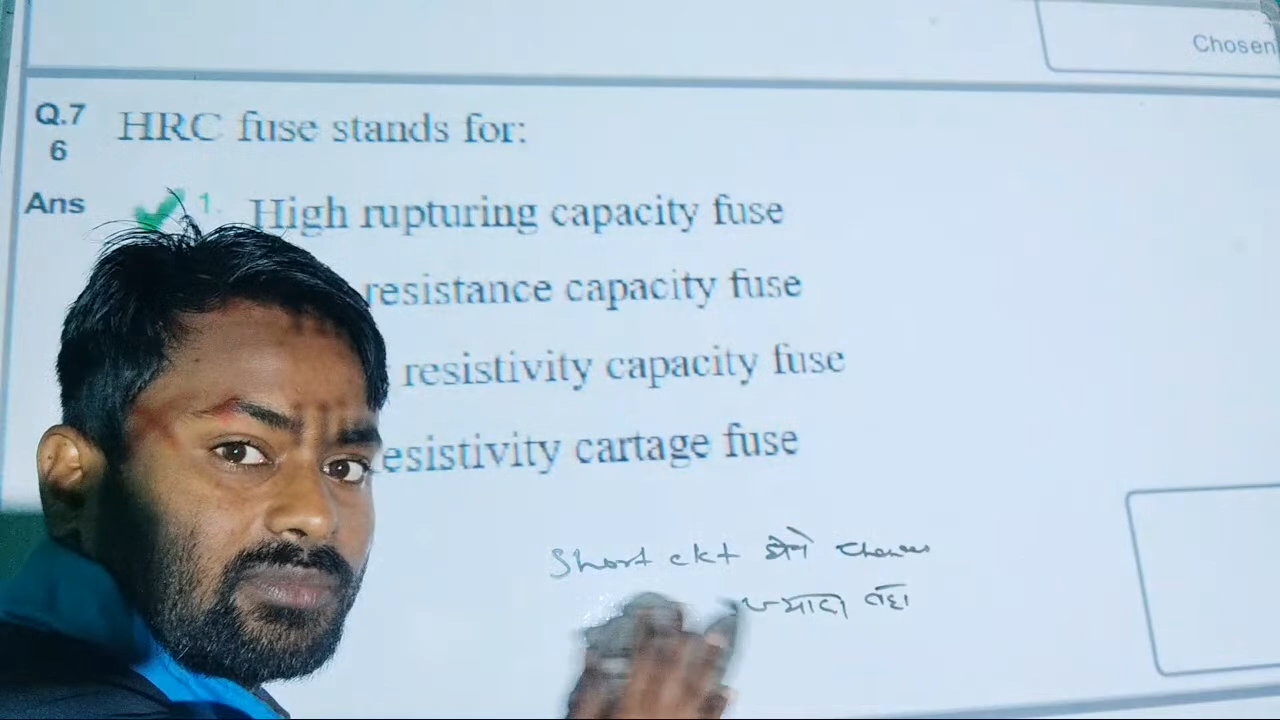 Chosen
Q.7
6
HRC fuse stands for:
Ans
1. High rupturing capacity fuse
resistance capacity fuse
resistivity capacity fuse
esistivity cartage fuse
Short ckt होने chances
ज्यादा